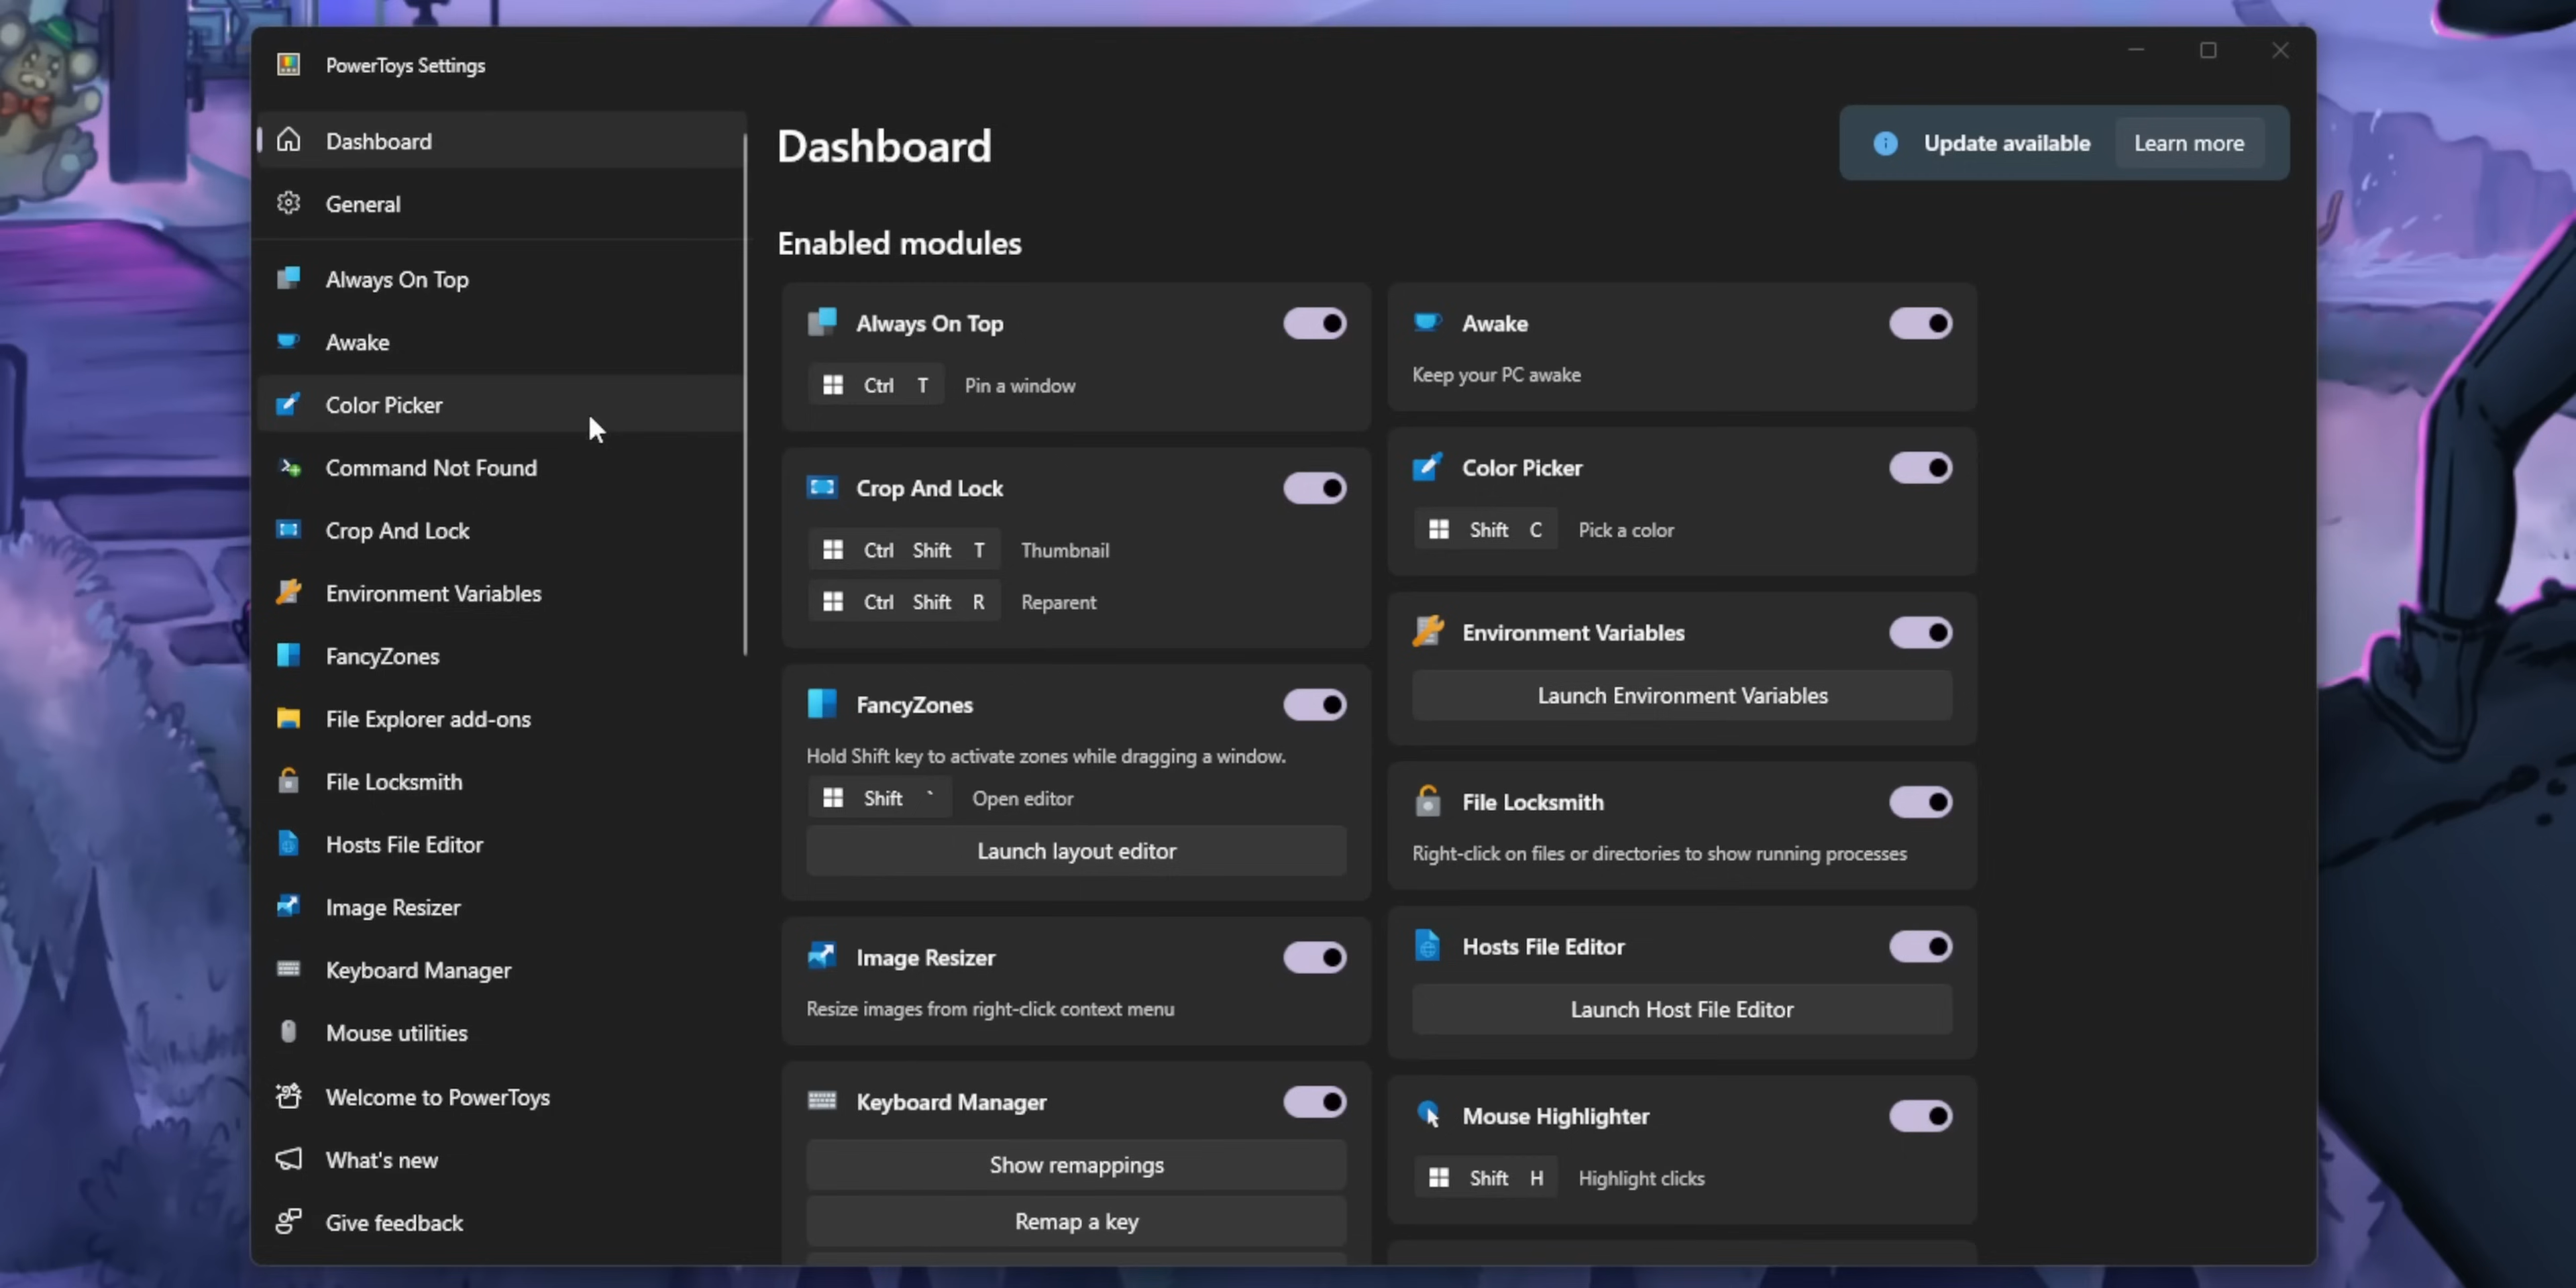 PowerToys Settings
Dashboard
General
Always On Top
Awake
Color Picker
Command Not Found
Crop And Lock
Environment Variables
FancyZones
File Explorer add-ons
File Locksmith
Hosts File Editor
Image Resizer
Keyboard Manager
Mouse utilities
Welcome to PowerToys
What's new
Give feedback
Dashboard
Update available Learn more
Enabled modules
Always On Top
Ctrl T Pin a window
Crop And Lock
Ctrl Shift T Thumbnail
Ctrl Shift R Reparent
FancyZones
Hold Shift key to activate zones while dragging a window.
Shift ` Open editor
Launch layout editor
Image Resizer
Resize images from right-click context menu
Keyboard Manager
Show remappings
Remap a key
Awake
Keep your PC awake
Color Picker
Shift C Pick a color
Environment Variables
Launch Environment Variables
File Locksmith
Right-click on files or directories to show running processes
Hosts File Editor
Launch Host File Editor
Mouse Highlighter
Shift H Highlight clicks